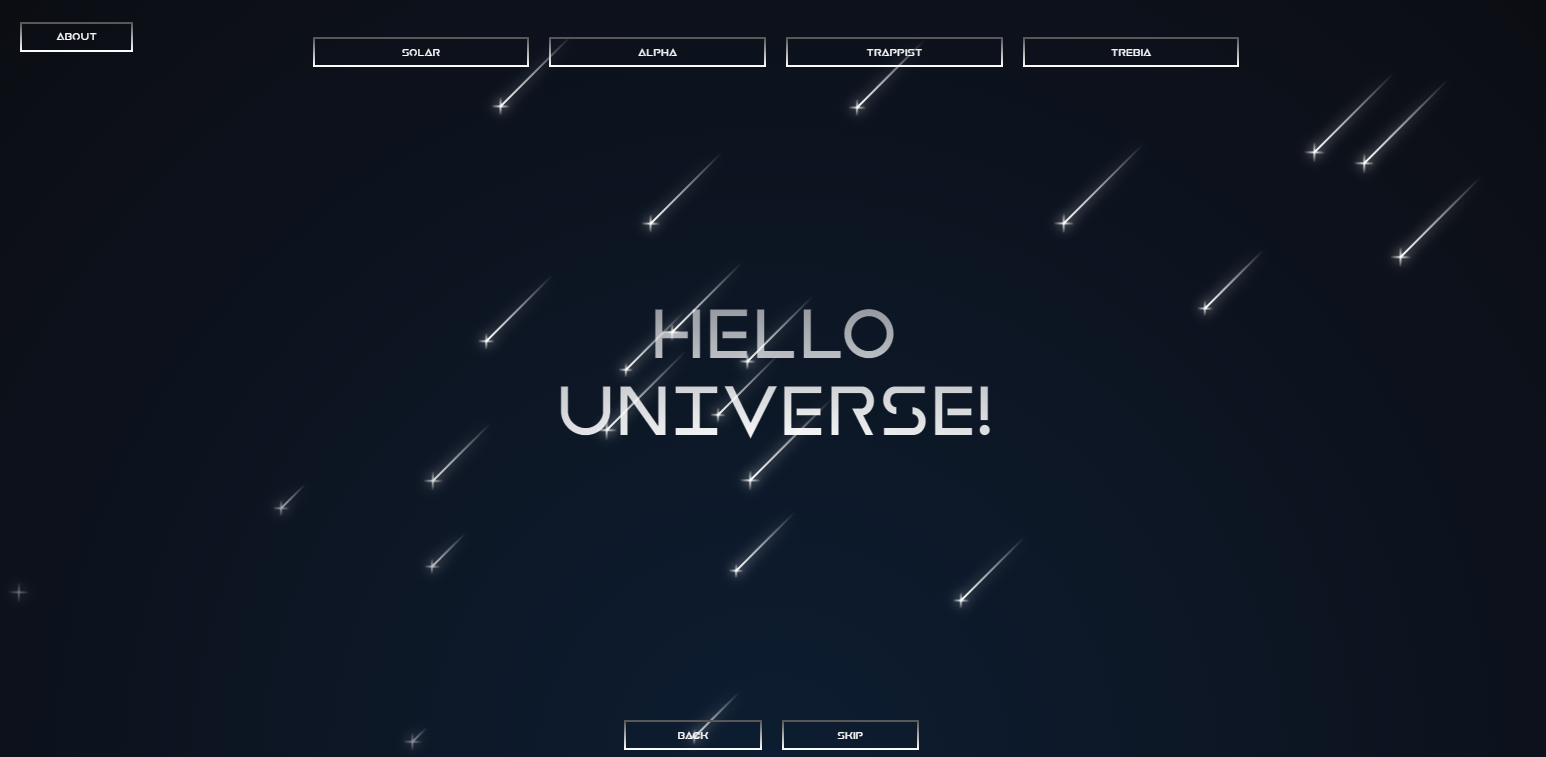 ABOUT
SOLAR
ALPHA
TRAPPIST
TREBIA
HELLO
UNIVERSE!
BACK
SKIP